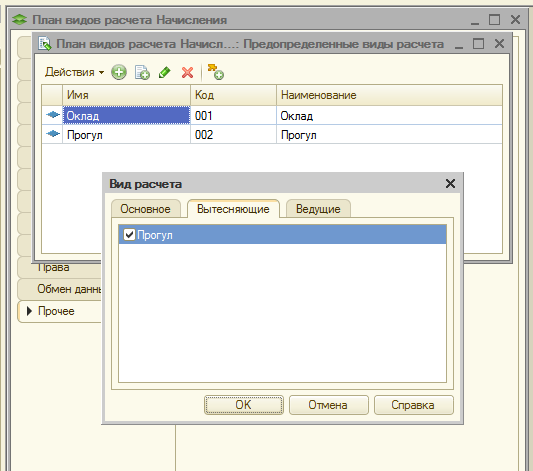 План видов расчета Начисления
План видов расчета Начисл...: Предопределенные виды расчета
Действия
Имя Код Наименование
Оклад 001 Оклад
Прогул 002 Прогул
Вид расчета
Основное Вытесняющие Ведущие
Прогул
Права
Обмен данны
Прочее
OK Отмена Справка